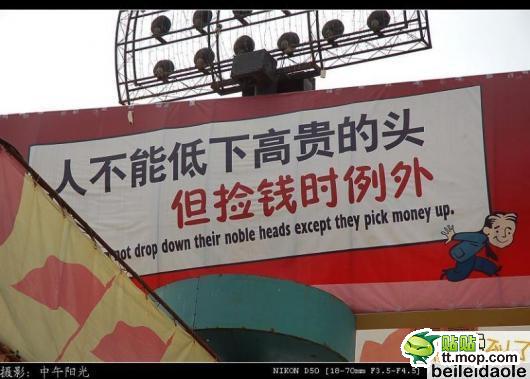 人不能低下高贵的头
但捡钱时例外
not drop down their noble heads except they pick money up.
到了
摄影：中午阳光
NIKON D50 [18-70mm F3.5-F4.5]
贴贴
tt.mop.com
beileidaole